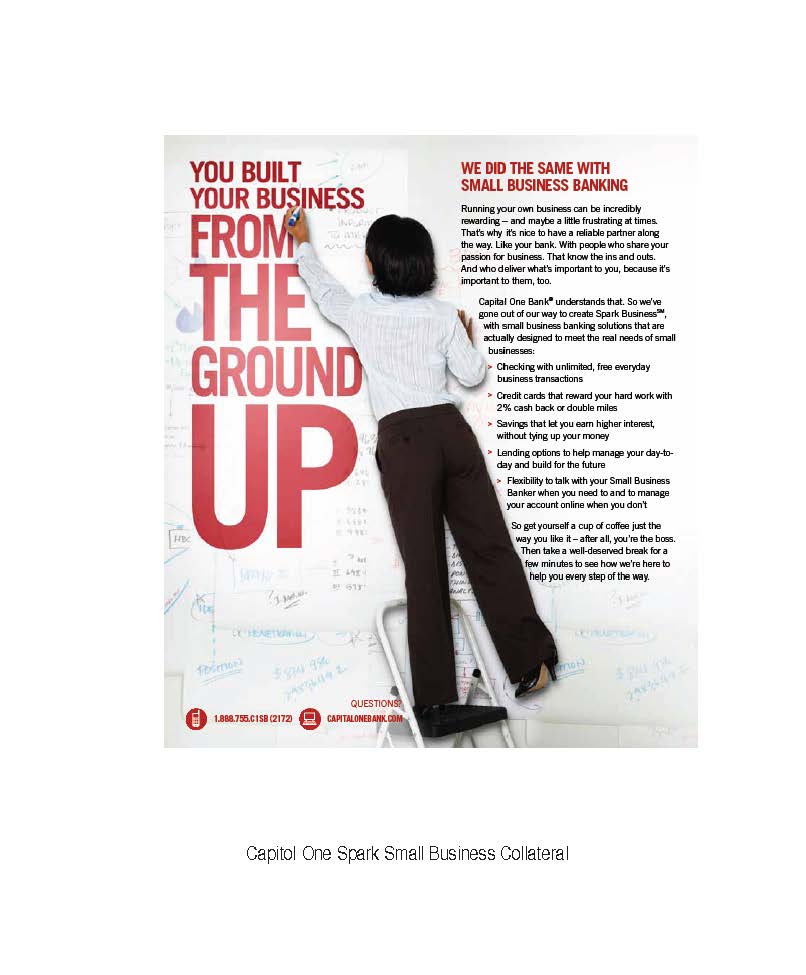 YOU BUILT
YOUR BUSINESS
FROM
THE
GROUND
UP
WE DID THE SAME WITH
SMALL BUSINESS BANKING
Running your own business can be incredibly
rewarding – and maybe a little frustrating at times.
That's why it's nice to have a reliable partner along
the way. Like your bank. With people who share your
passion for business. That know the ins and outs.
And who deliver what's important to you, because it's
important to them, too.
Capital One Bank® understands that. So we've
gone out of our way to create Spark Business℠,
with small business banking solutions that are
actually designed to meet the real needs of small
businesses:
> Checking with unlimited, free everyday
business transactions
> Credit cards that reward your hard work with
2% cash back or double miles
> Savings that let you earn higher interest,
without tying up your money
> Lending options to help manage your day-to-
day and build for the future
> Flexibility to talk with your Small Business
Banker when you need to and to manage
your account online when you don't
So get yourself a cup of coffee just the
way you like it – after all, you're the boss.
Then take a well-deserved break for a
few minutes to see how we're here to
help you every step of the way.
HBC
POSITION
QUESTIONS?
1.888.755.C1SB (2172) CAPITALONEBANK.COM
Capitol One Spark Small Business Collateral